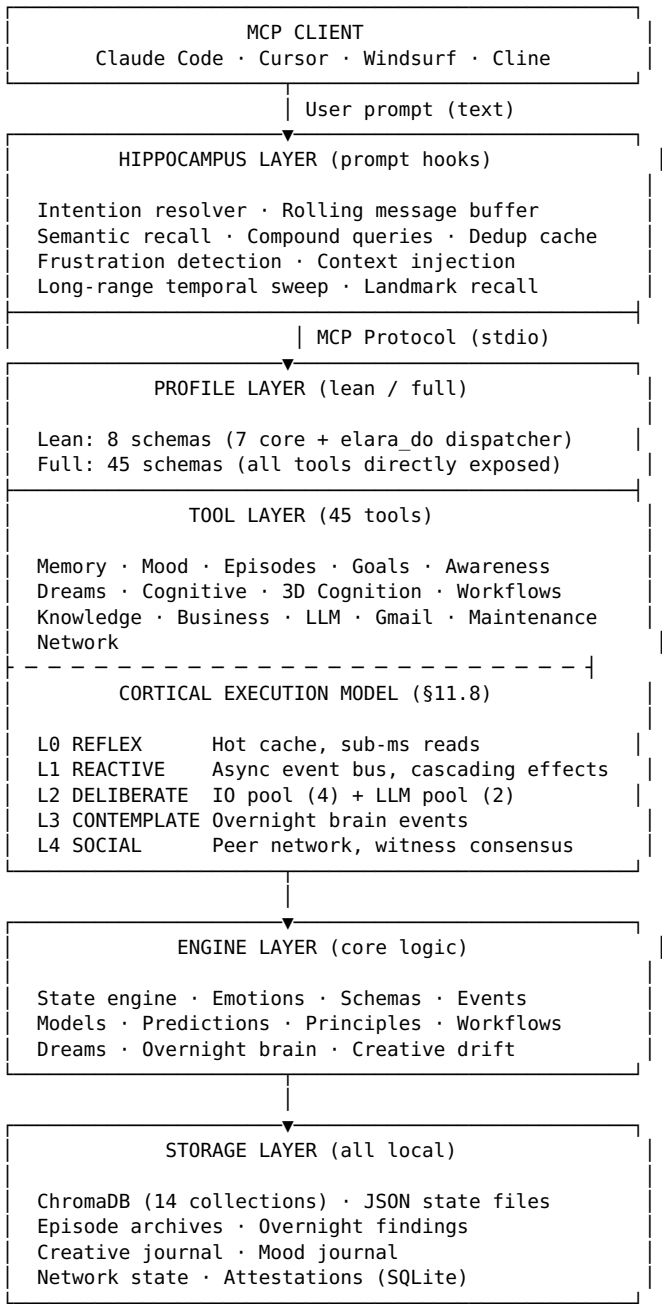 MCP CLIENT
Claude Code · Cursor · Windsurf · Cline
User prompt (text)
HIPPOCAMPUS LAYER (prompt hooks)
Intention resolver · Rolling message buffer
Semantic recall · Compound queries · Dedup cache
Frustration detection · Context injection
Long-range temporal sweep · Landmark recall
MCP Protocol (stdio)
PROFILE LAYER (lean / full)
Lean: 8 schemas (7 core + elara_do dispatcher)
Full: 45 schemas (all tools directly exposed)
TOOL LAYER (45 tools)
Memory · Mood · Episodes · Goals · Awareness
Dreams · Cognitive · 3D Cognition · Workflows
Knowledge · Business · LLM · Gmail · Maintenance
Network
CORTICAL EXECUTION MODEL (§11.8)
L0 REFLEX Hot cache, sub-ms reads
L1 REACTIVE Async event bus, cascading effects
L2 DELIBERATE IO pool (4) + LLM pool (2)
L3 CONTEMPLATE Overnight brain events
L4 SOCIAL Peer network, witness consensus
ENGINE LAYER (core logic)
State engine · Emotions · Schemas · Events
Models · Predictions · Principles · Workflows
Dreams · Overnight brain · Creative drift
STORAGE LAYER (all local)
ChromaDB (14 collections) · JSON state files
Episode archives · Overnight findings
Creative journal · Mood journal
Network state · Attestations (SQLite)